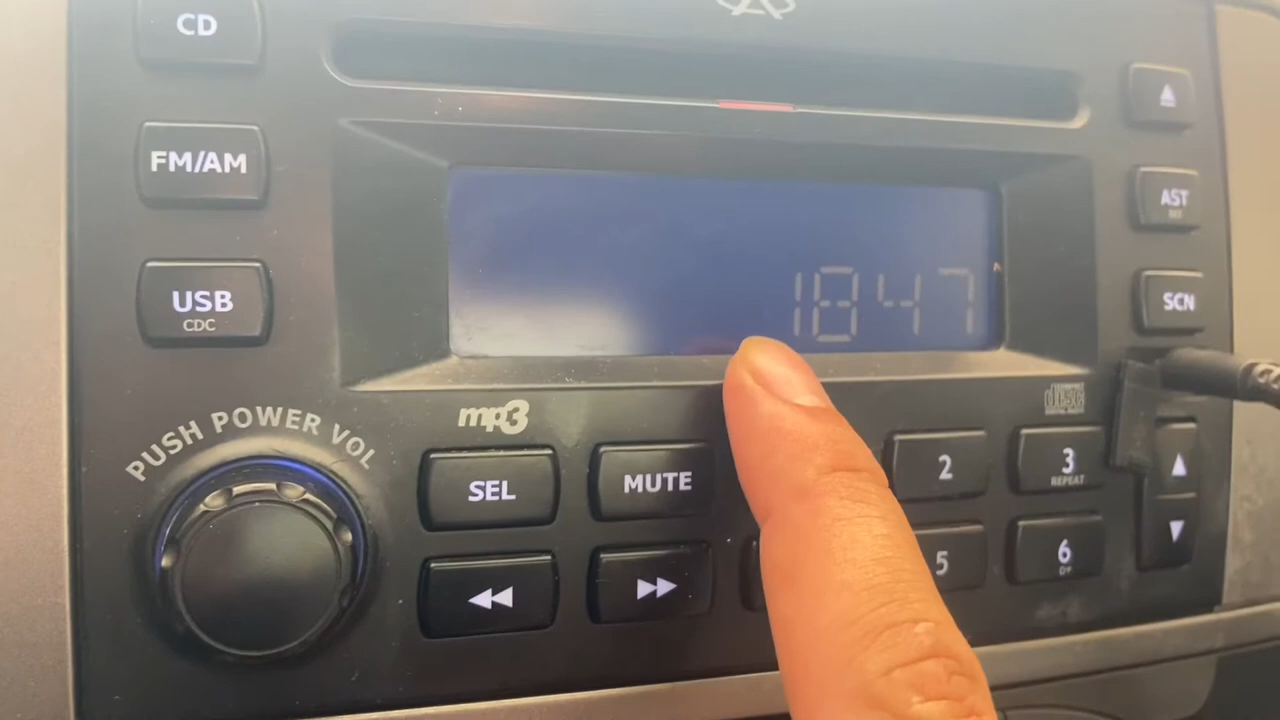 CD
FM/AM
AST
1847
USB
CDC
SCN
PUSH POWER VOL
mp3
SEL
MUTE
2
3
REPEAT
5
6